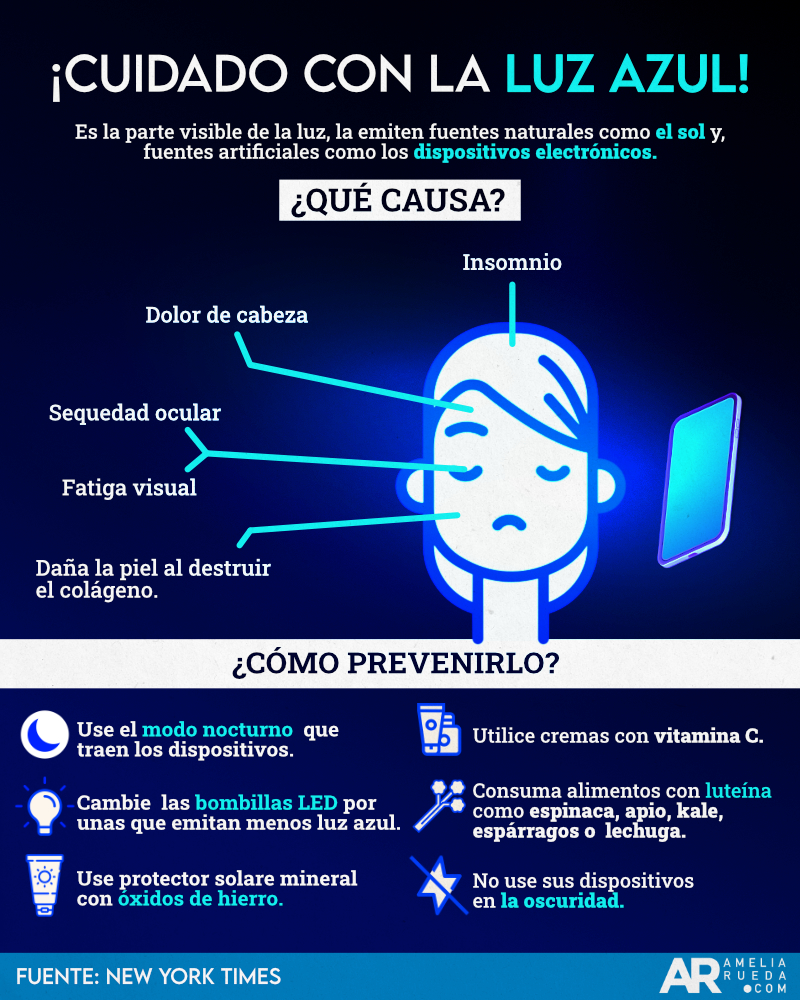 ¡CUIDADO CON LA LUZ AZUL!
Es la parte visible de la luz, la emiten fuentes naturales como el sol y,
fuentes artificiales como los dispositivos electrónicos.
¿QUÉ CAUSA?
Insomnio
Dolor de cabeza
Sequedad ocular
Fatiga visual
Daña la piel al destruir
el colágeno.
¿CÓMO PREVENIRLO?
Use el modo nocturno que
traen los dispositivos.
Cambie las bombillas LED por
unas que emitan menos luz azul.
Use protector solare mineral
con óxidos de hierro.
Utilice cremas con vitamina C.
Consuma alimentos con luteína
como espinaca, apio, kale,
espárragos o lechuga.
No use sus dispositivos
en la oscuridad.
FUENTE: NEW YORK TIMES
AR
AMELIA
RUEDA
.COM